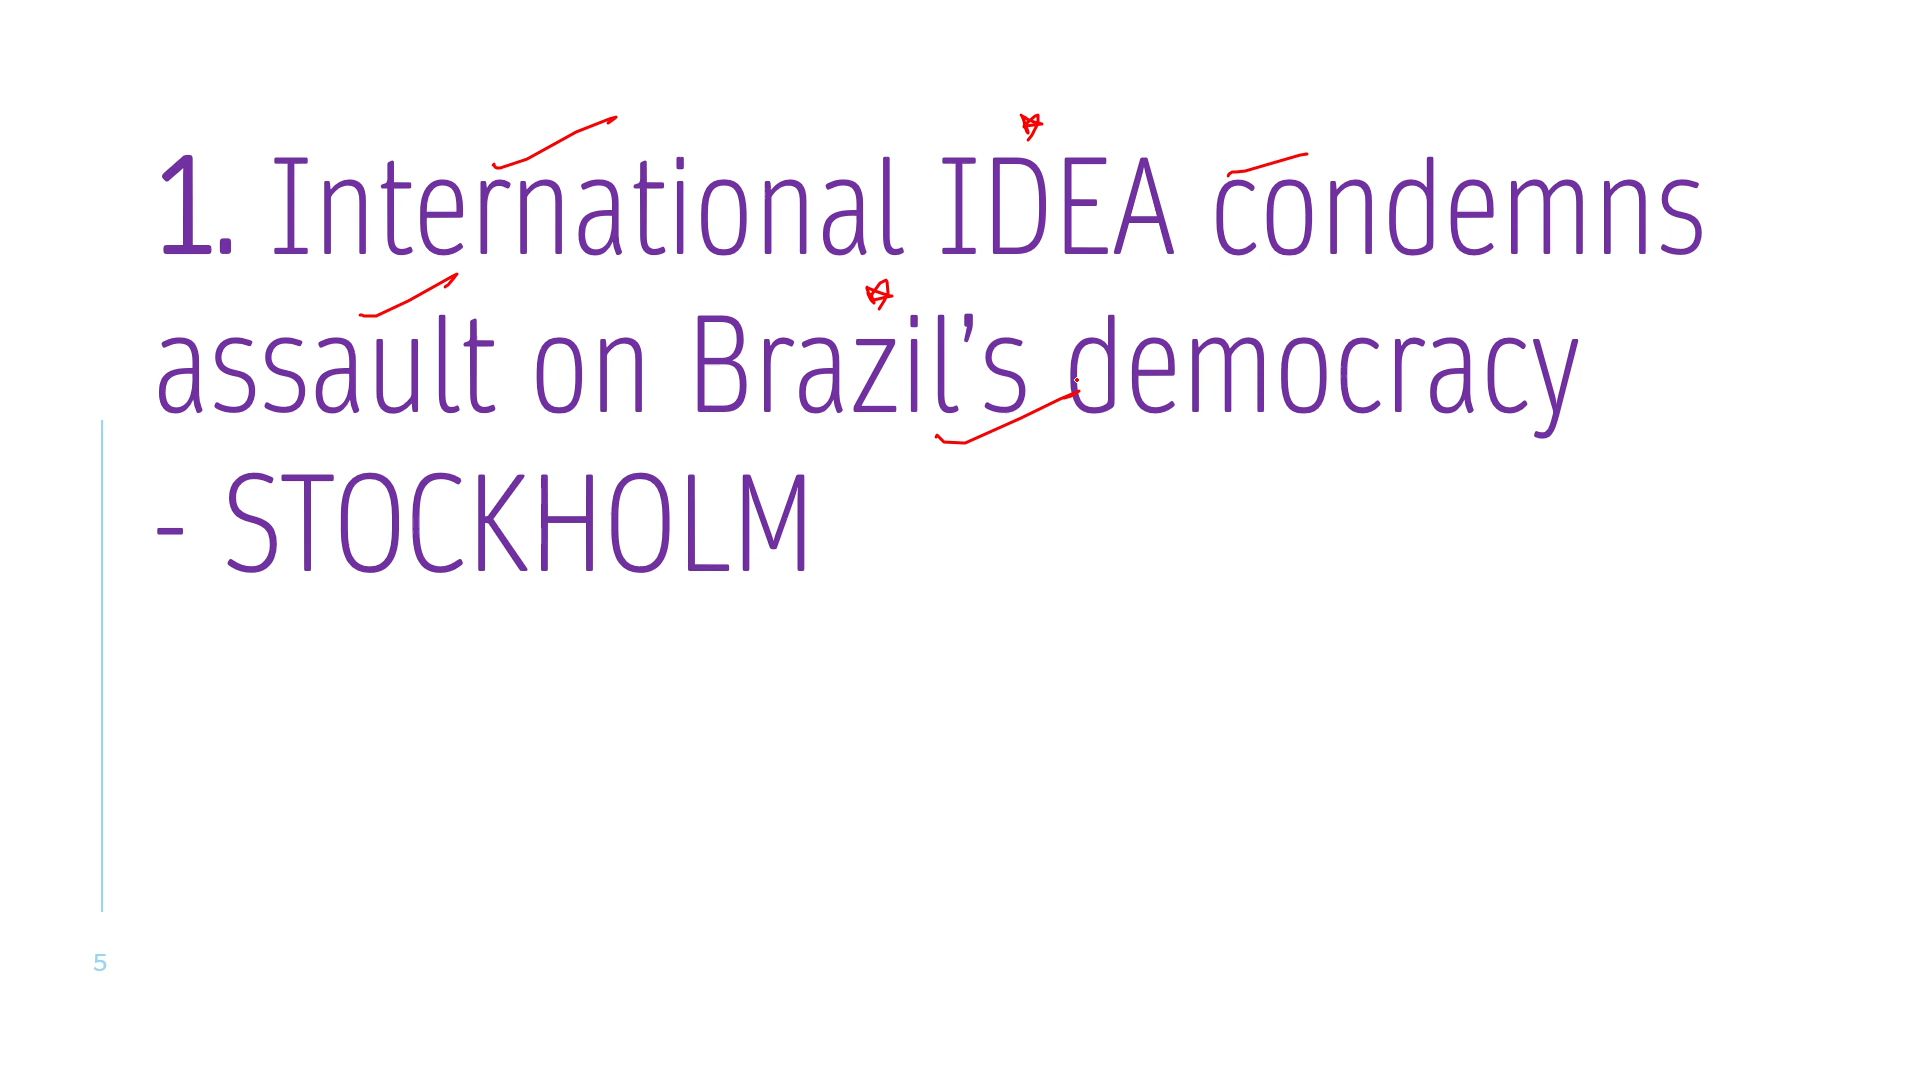 1. International IDEA condemns
assault on Brazil’s democracy
- STOCKHOLM
5